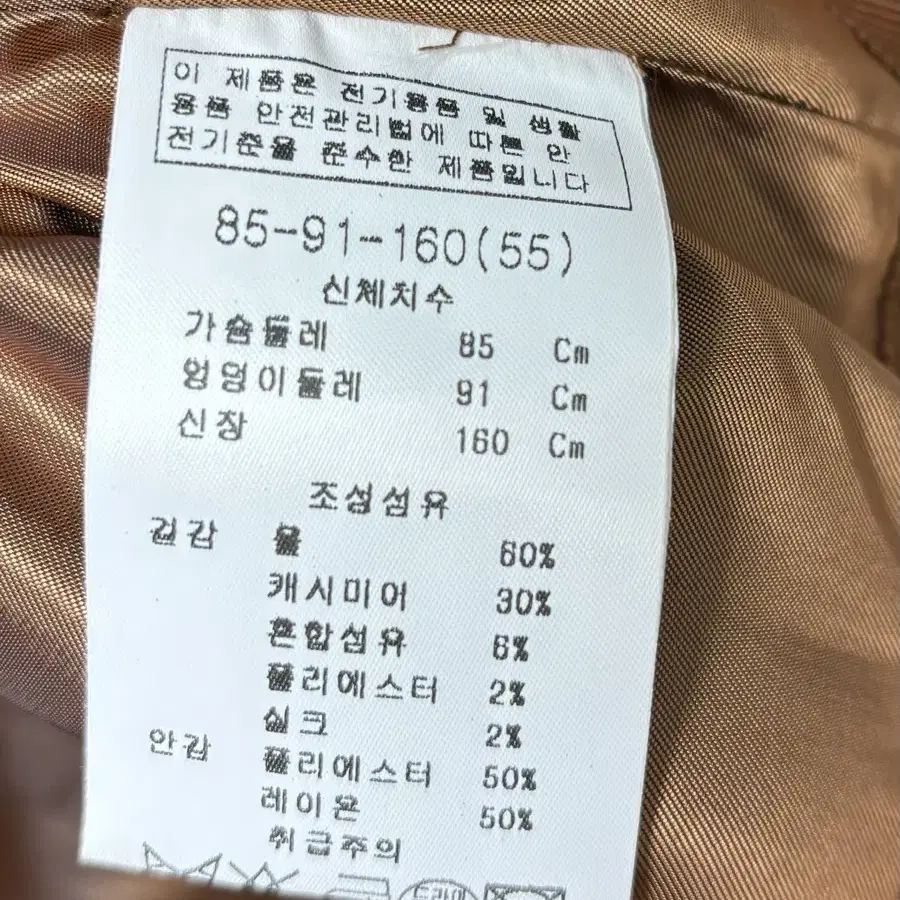 이 제품은 전기용품 및 생활
용품 안전관리법에 따른 안
전기준을 준수한 제품입니다
85-91-160(55)
신체치수
가슴둘레 85 Cm
엉덩이둘레 91 Cm
신장 160 Cm
조성섬유
겉감 울 60%
캐시미어 30%
혼합섬유 6%
폴리에스터 2%
실크 2%
안감 폴리에스터 50%
레이온 50%
취급주의
드라이